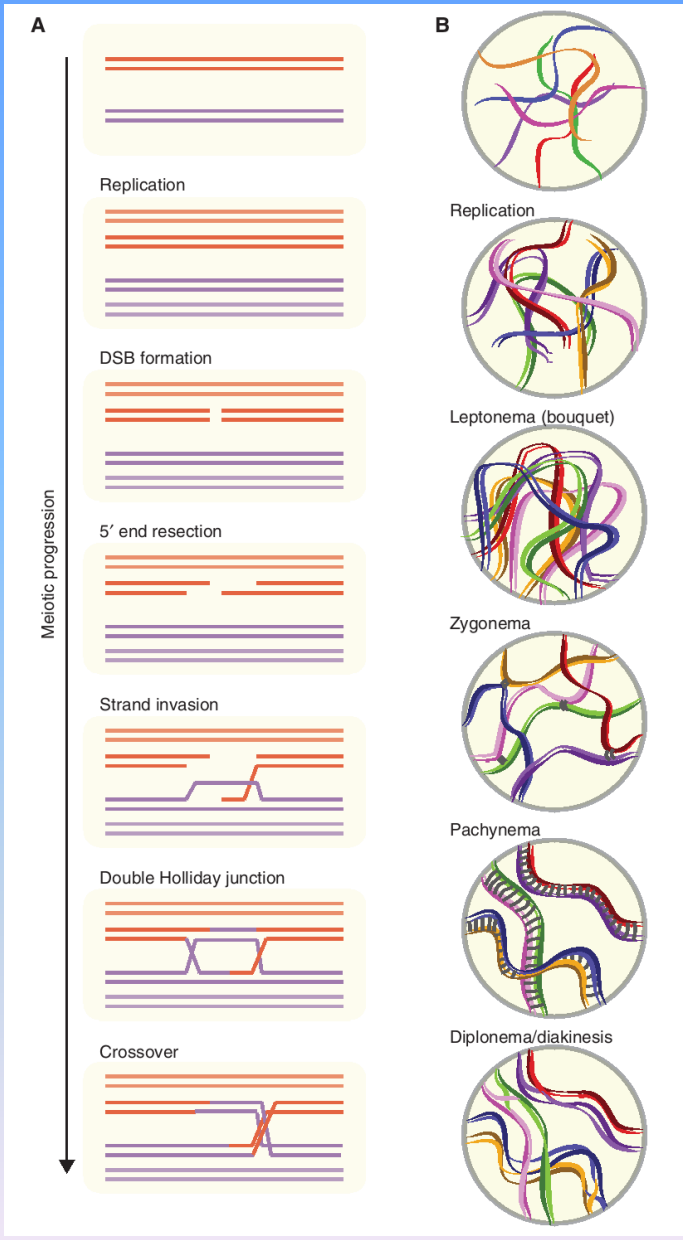 A
Meiotic progression
Replication
DSB formation
5′ end resection
Strand invasion
Double Holliday junction
Crossover
B
Replication
Leptonema (bouquet)
Zygonema
Pachynema
Diplonema/diakinesis